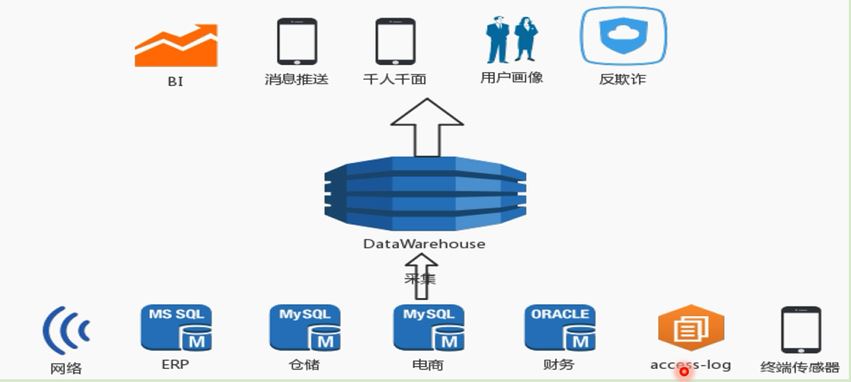 BI
消息推送
千人千面
用户画像
反欺诈
DataWarehouse
采集
MS SQL
M
MySQL
M
MySQL
M
ORACLE
M
网络
ERP
仓储
电商
财务
access-log
终端传感器